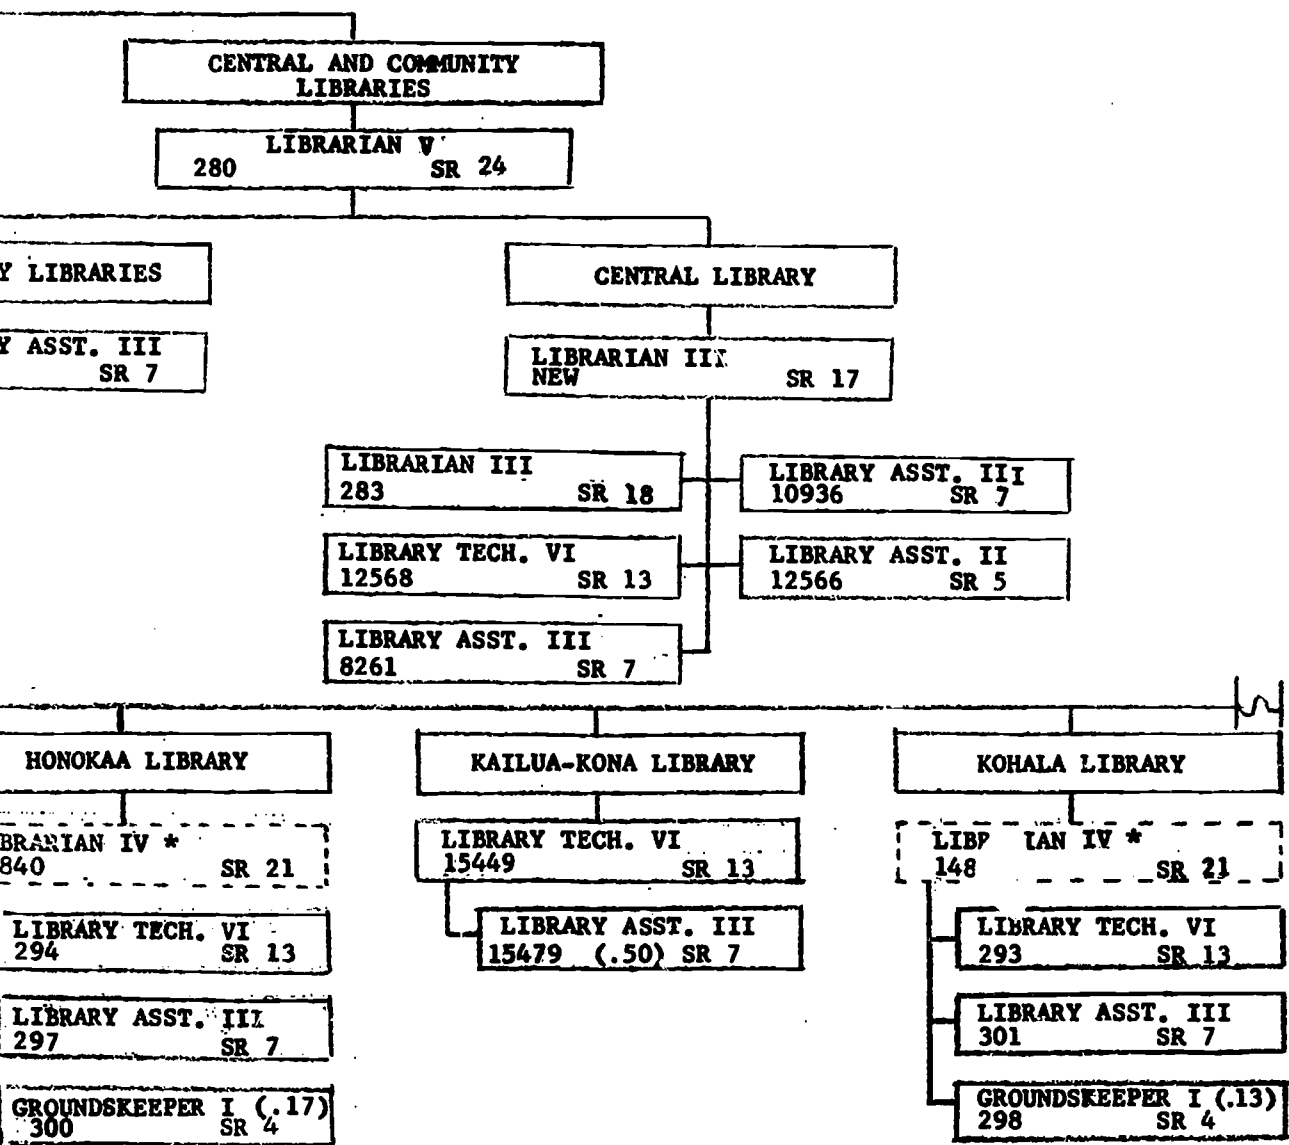 CENTRAL AND COMMUNITY
LIBRARIES
LIBRARIAN V
280 SR 24
Y LIBRARIES
CENTRAL LIBRARY
Y ASST. III
SR 7
LIBRARIAN III
NEW SR 17
LIBRARIAN III
283 SR 18
LIBRARY ASST. III
10936 SR 7
LIBRARY TECH. VI
12568 SR 13
LIBRARY ASST. II
12566 SR 5
LIBRARY ASST. III
8261 SR 7
HONOKAA LIBRARY
KAILUA-KONA LIBRARY
KOHALA LIBRARY
BRARIAN IV *
840 SR 21
LIBRARY TECH. VI
294 SR 13
LIBRARY ASST. III
297 SR 7
GROUNDSKEEPER I (.17)
300 SR 4
LIBRARY TECH. VI
15449 SR 13
LIBRARY ASST. III
15479 (.50) SR 7
IAN IV *
148 SR 21
LIBRARY TECH. VI
293 SR 13
LIBRARY ASST. III
301 SR 7
GROUNDSKEEPER I (.13)
298 SR 4